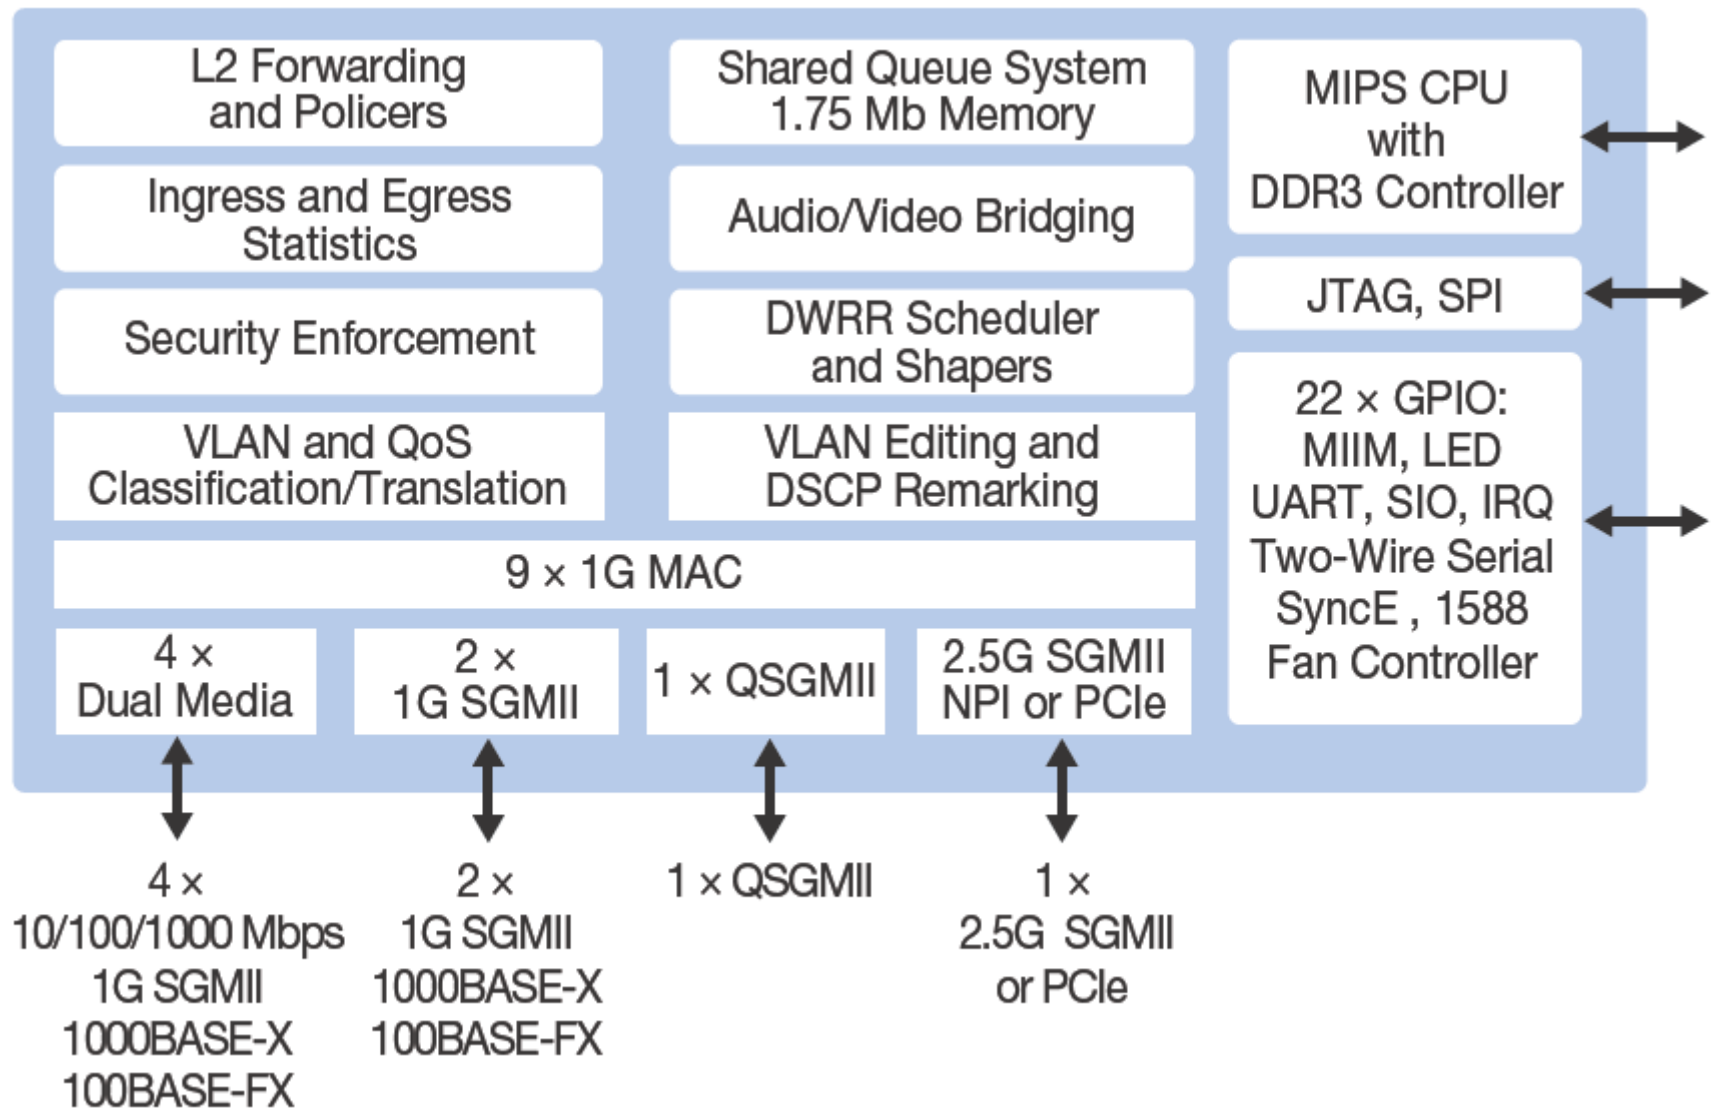 L2 Forwarding
and Policers
Shared Queue System
1.75 Mb Memory
MIPS CPU
with
DDR3 Controller
Ingress and Egress
Statistics
Audio/Video Bridging
JTAG, SPI
Security Enforcement
DWRR Scheduler
and Shapers
22 × GPIO:
MIIM, LED
UART, SIO, IRQ
Two-Wire Serial
SyncE , 1588
Fan Controller
VLAN and QoS
Classification/Translation
VLAN Editing and
DSCP Remarking
9 × 1G MAC
4 ×
Dual Media
2 ×
1G SGMII
1 × QSGMII
2.5G SGMII
NPI or PCIe
4 ×
10/100/1000 Mbps
1G SGMII
1000BASE-X
100BASE-FX
2 ×
1G SGMII
1000BASE-X
100BASE-FX
1 × QSGMII
1 ×
2.5G SGMII
or PCIe